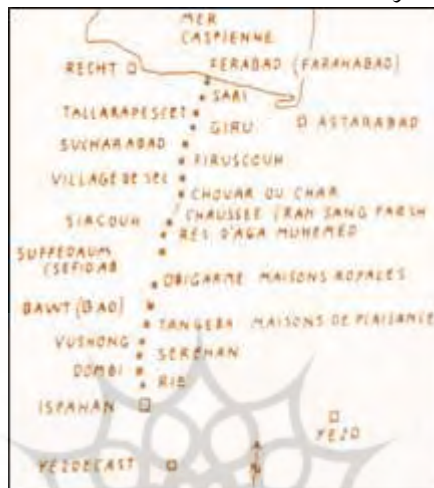 MER
CASPIENNE
RECHT
FERABAD (FARAHABAD)
SARI
TALLARAPESCET
GIRU
ASTARABAD
SUCHARABAD
FIRUSCOUH
VILLAGE DE SEL
CHOUAR OU CHAR
SIACOUH
CHAUSSEE (RAH SANG FARSH
RES D'AGA MUHEMED
SUFFEDAUM
(SEFIDAB
OBIGARME MAISONS ROYALES
BAWT (BAD)
TANGEBA MAISONS DE PLAISANCE
VUSHONG
SEREHAN
DOMBI
RIB
ISPAHAN
YEZD
YEZDECAST
N